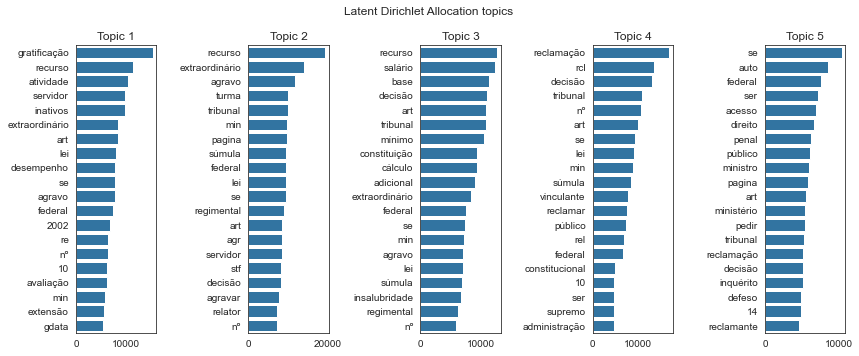 Latent Dirichlet Allocation topics
Topic 1
gratificação
recurso
atividade
servidor
inativos
extraordinário
art
lei
desempenho
se
agravo
federal
2002
re
nº
10
avaliação
min
extensão
gdata
0 10000
Topic 2
recurso
extraordinário
agravo
turma
tribunal
min
pagina
súmula
federal
lei
se
regimental
art
agr
servidor
stf
decisão
agravar
relator
nº
0 10000 20000
Topic 3
recurso
salário
base
decisão
art
tribunal
mínimo
constituição
cálculo
adicional
extraordinário
federal
se
min
agravo
lei
súmula
insalubridade
regimental
nº
0 10000
Topic 4
reclamação
rcl
decisão
tribunal
nº
art
se
lei
min
súmula
vinculante
reclamar
público
rel
federal
constitucional
10
ser
supremo
administração
0 10000
Topic 5
se
auto
federal
ser
acesso
direito
penal
público
ministro
pagina
art
ministério
pedir
tribunal
reclamação
decisão
inquérito
defeso
14
reclamante
0 10000